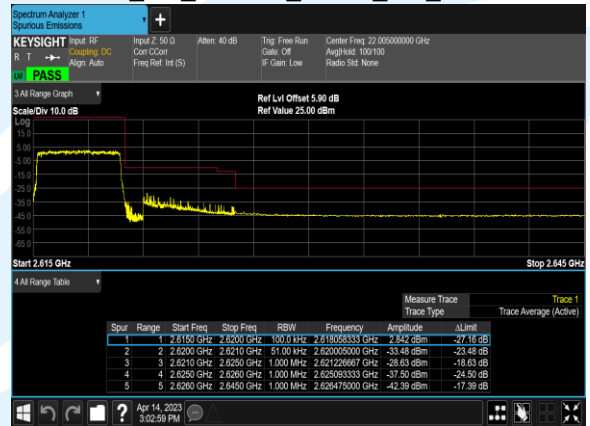 Spectrum Analyzer 1
Spurious Emissions
KEYSIGHT Input: RF Input Z: 50 Ω Atten: 40 dB Trig: Free Run Center Freq: 22.005000000 GHz
R T Coupling: DC Corr CCorr Gate: Off Avg|Hold: 100/100
Align: Auto Freq Ref: Int (S) IF Gain: Low Radio Std: None
PASS
3 All Range Graph
Ref Lvl Offset 5.90 dB
Scale/Div 10.0 dB Ref Value 25.00 dBm
Log
15.0
5.00
-5.00
-15.0
-25.0
-35.0
-45.0
-55.0
-65.0
Start 2.615 GHz Stop 2.645 GHz
4 All Range Table
Measure Trace Trace 1
Trace Type Trace Average (Active)
Spur Range Start Freq Stop Freq RBW Frequency Amplitude ΔLimit
1 1 2.6150 GHz 2.6200 GHz 100.0 kHz 2.618058333 GHz 2.842 dBm -27.16 dB
2 2 2.6200 GHz 2.6210 GHz 51.00 kHz 2.620005000 GHz -33.48 dBm -23.48 dB
3 3 2.6210 GHz 2.6250 GHz 1.000 MHz 2.621226667 GHz -28.63 dBm -18.63 dB
4 4 2.6250 GHz 2.6260 GHz 1.000 MHz 2.625093333 GHz -37.50 dBm -24.50 dB
5 5 2.6260 GHz 2.6450 GHz 1.000 MHz 2.626475000 GHz -42.39 dBm -17.39 dB
? Apr 14, 2023
3:02:59 PM